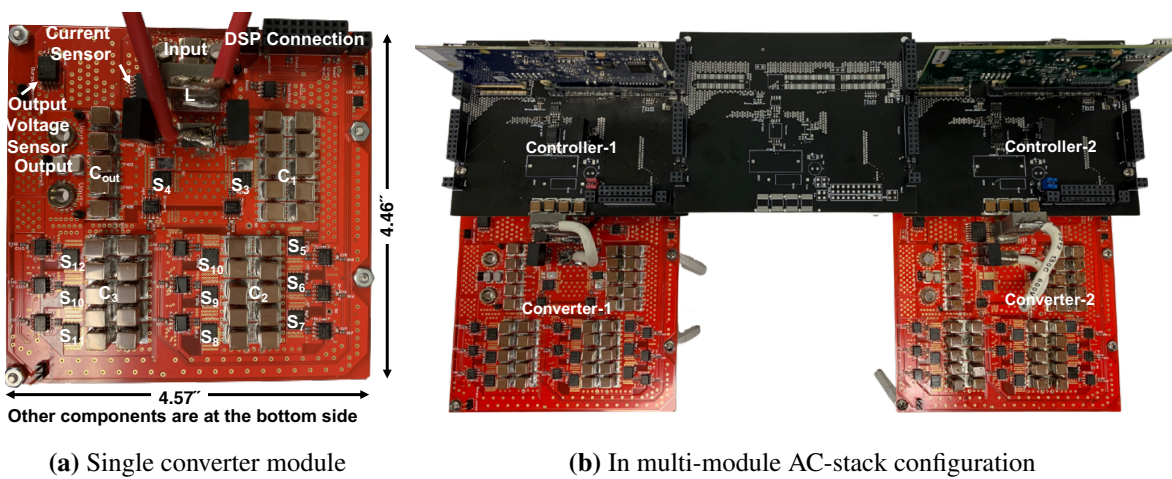 Current
Sensor
Input
DSP Connection
L
Output
Voltage
Sensor
Output
Cout
S4
S3
C1
4.46″
S12
S10
C3
S10
S11
S9
C2
S8
S5
S6
S7
4.57″
Other components are at the bottom side
(a) Single converter module
Controller-1
Controller-2
Converter-1
Converter-2
(b) In multi-module AC-stack configuration